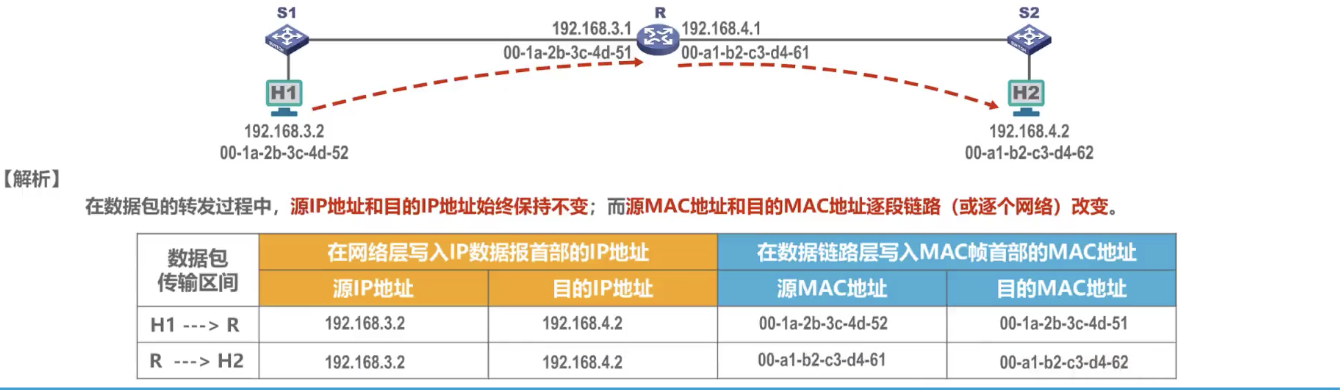 S1
R
S2
192.168.3.1
192.168.4.1
00-1a-2b-3c-4d-51
00-a1-b2-c3-d4-61
H1
H2
192.168.3.2
192.168.4.2
00-1a-2b-3c-4d-52
00-a1-b2-c3-d4-62
【解析】
在数据包的转发过程中，源IP地址和目的IP地址始终保持不变；而源MAC地址和目的MAC地址逐段链路（或逐个网络）改变。
数据包
传输区间
在网络层写入IP数据报首部的IP地址
在数据链路层写入MAC帧首部的MAC地址
源IP地址
目的IP地址
源MAC地址
目的MAC地址
H1 ---> R
192.168.3.2
192.168.4.2
00-1a-2b-3c-4d-52
00-1a-2b-3c-4d-51
R ---> H2
192.168.3.2
192.168.4.2
00-a1-b2-c3-d4-61
00-a1-b2-c3-d4-62